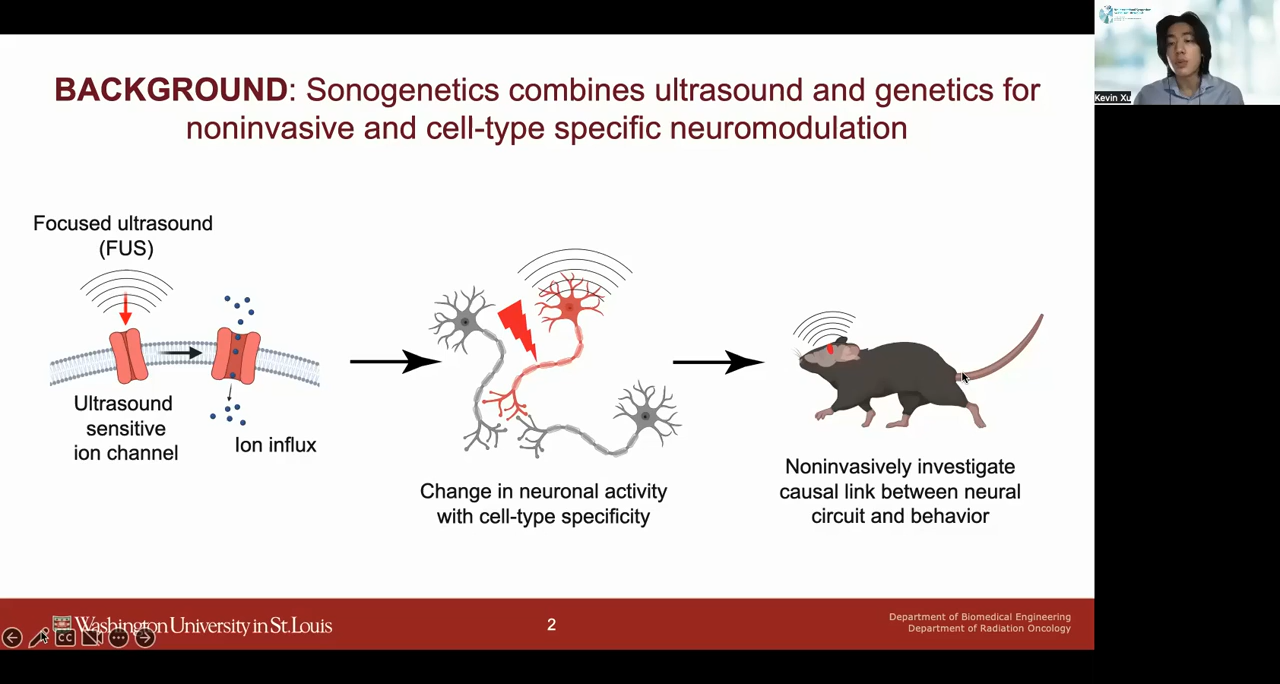 BACKGROUND: Sonogenetics combines ultrasound and genetics for
noninvasive and cell-type specific neuromodulation
Focused ultrasound
(FUS)
Ultrasound
sensitive
ion channel
Ion influx
Change in neuronal activity
with cell-type specificity
Noninvasively investigate
causal link between neural
circuit and behavior
Washington University in St. Louis
2
Department of Biomedical Engineering
Department of Radiation Oncology
CC
Kevin Xu